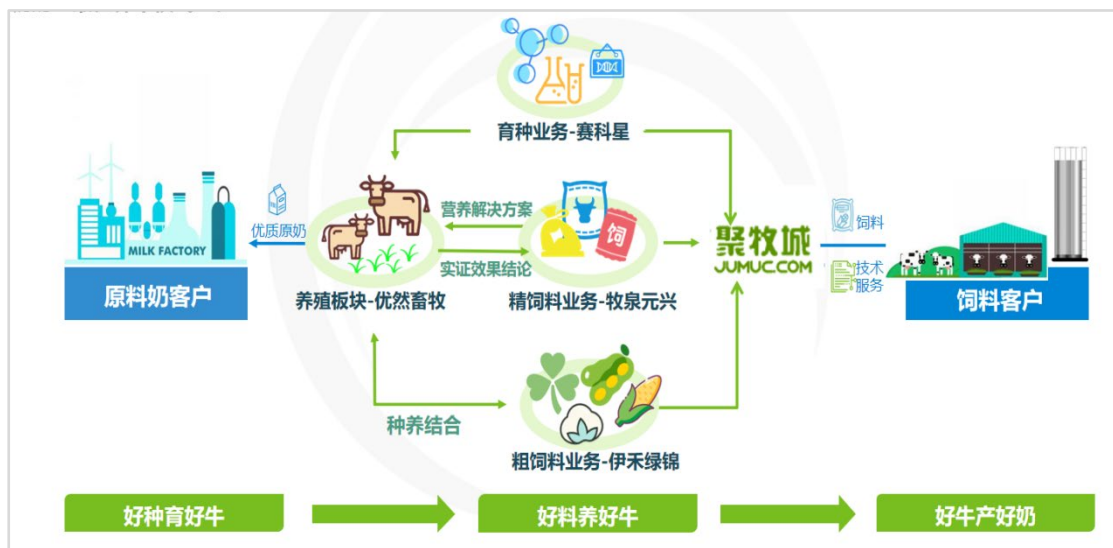 育种业务-赛科星
优质原奶
MILK FACTORY
原料奶客户
营养解决方案
实证效果结论
饲
养殖板块-优然畜牧
精饲料业务-牧泉元兴
聚牧城
JUMUC.COM
饲料
技术
服务
饲料客户
种养结合
粗饲料业务-伊禾绿锦
好种育好牛
好料养好牛
好牛产好奶